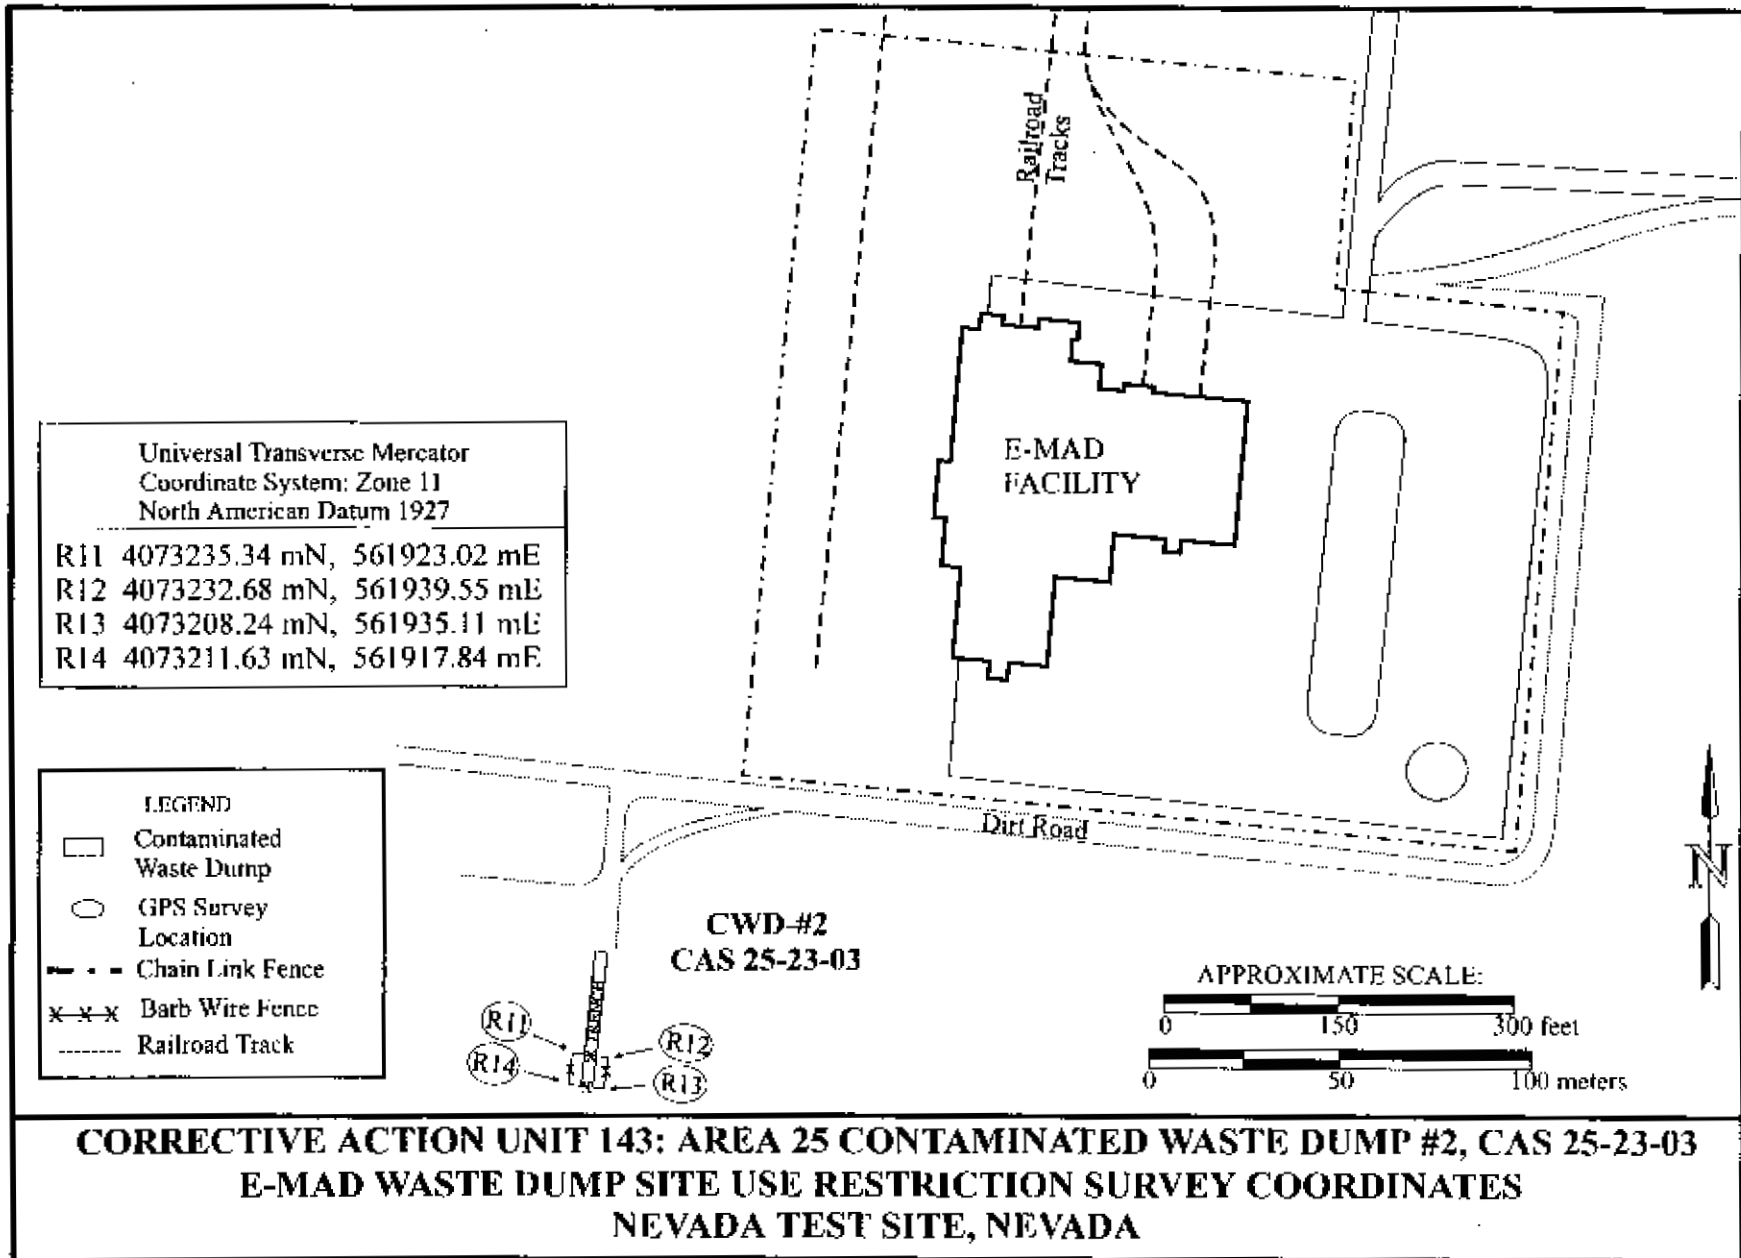 Railroad
Tracks
E-MAD
FACILITY
Universal Transverse Mercator
Coordinate System: Zone 11
North American Datum 1927
R11 4073235.34 mN, 561923.02 mE
R12 4073232.68 mN, 561939.55 mE
R13 4073208.24 mN, 561935.11 mE
R14 4073211.63 mN, 561917.84 mE
LEGEND
Contaminated
Waste Dump
GPS Survey
Location
Chain Link Fence
Barb Wire Fence
Railroad Track
Dirt Road
N
CWD-#2
CAS 25-23-03
TRENCH
R11
R12
R14
R13
APPROXIMATE SCALE:
0 150 300 feet
0 50 100 meters
CORRECTIVE ACTION UNIT 143: AREA 25 CONTAMINATED WASTE DUMP #2, CAS 25-23-03
E-MAD WASTE DUMP SITE USE RESTRICTION SURVEY COORDINATES
NEVADA TEST SITE, NEVADA